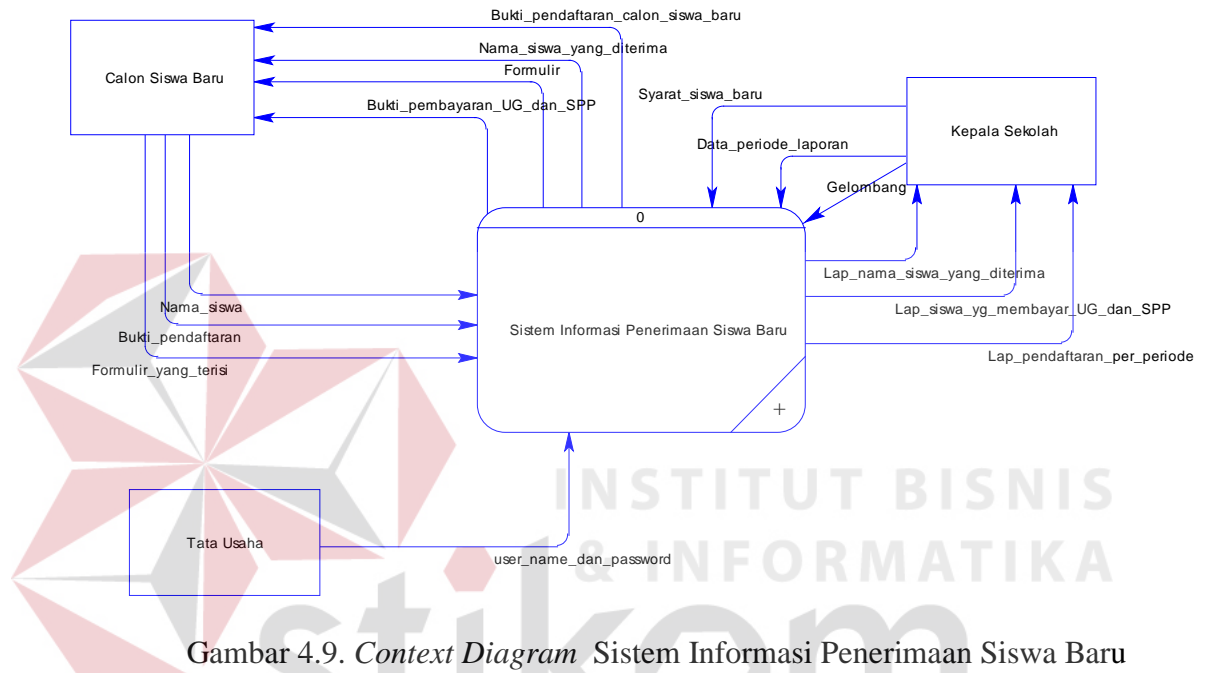 Bukti_pendaftaran_calon_siswa_baru
Nama_siswa_yang_diterima
Formulir
Bukti_pembayaran_UG_dan_SPP
Calon Siswa Baru
Syarat_siswa_baru
Data_periode_laporan
Gelombang
Kepala Sekolah
0
Sistem Informasi Penerimaan Siswa Baru
+
Lap_nama_siswa_yang_diterima
Lap_siswa_yg_membayar_UG_dan_SPP
Lap_pendaftaran_per_periode
Nama_siswa
Bukti_pendaftaran
Formulir_yang_terisi
Tata Usaha
user_name_dan_password
INSTITUT BISNIS
& INFORMATIKA
stikom
Gambar 4.9. Context Diagram Sistem Informasi Penerimaan Siswa Baru